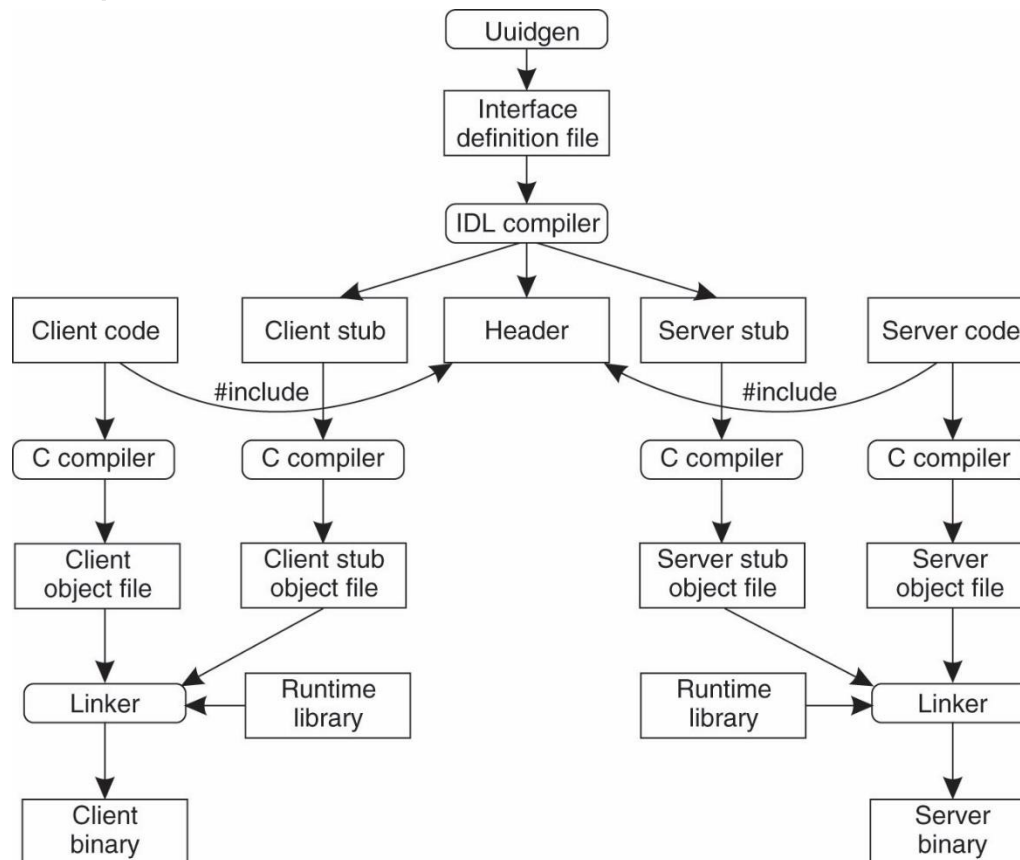 Uuidgen
Interface
definition file
IDL compiler
Client code
Client stub
Header
Server stub
Server code
#include
#include
C compiler
C compiler
C compiler
C compiler
Client
object file
Client stub
object file
Server stub
object file
Server
object file
Linker
Runtime
library
Runtime
library
Linker
Client
binary
Server
binary